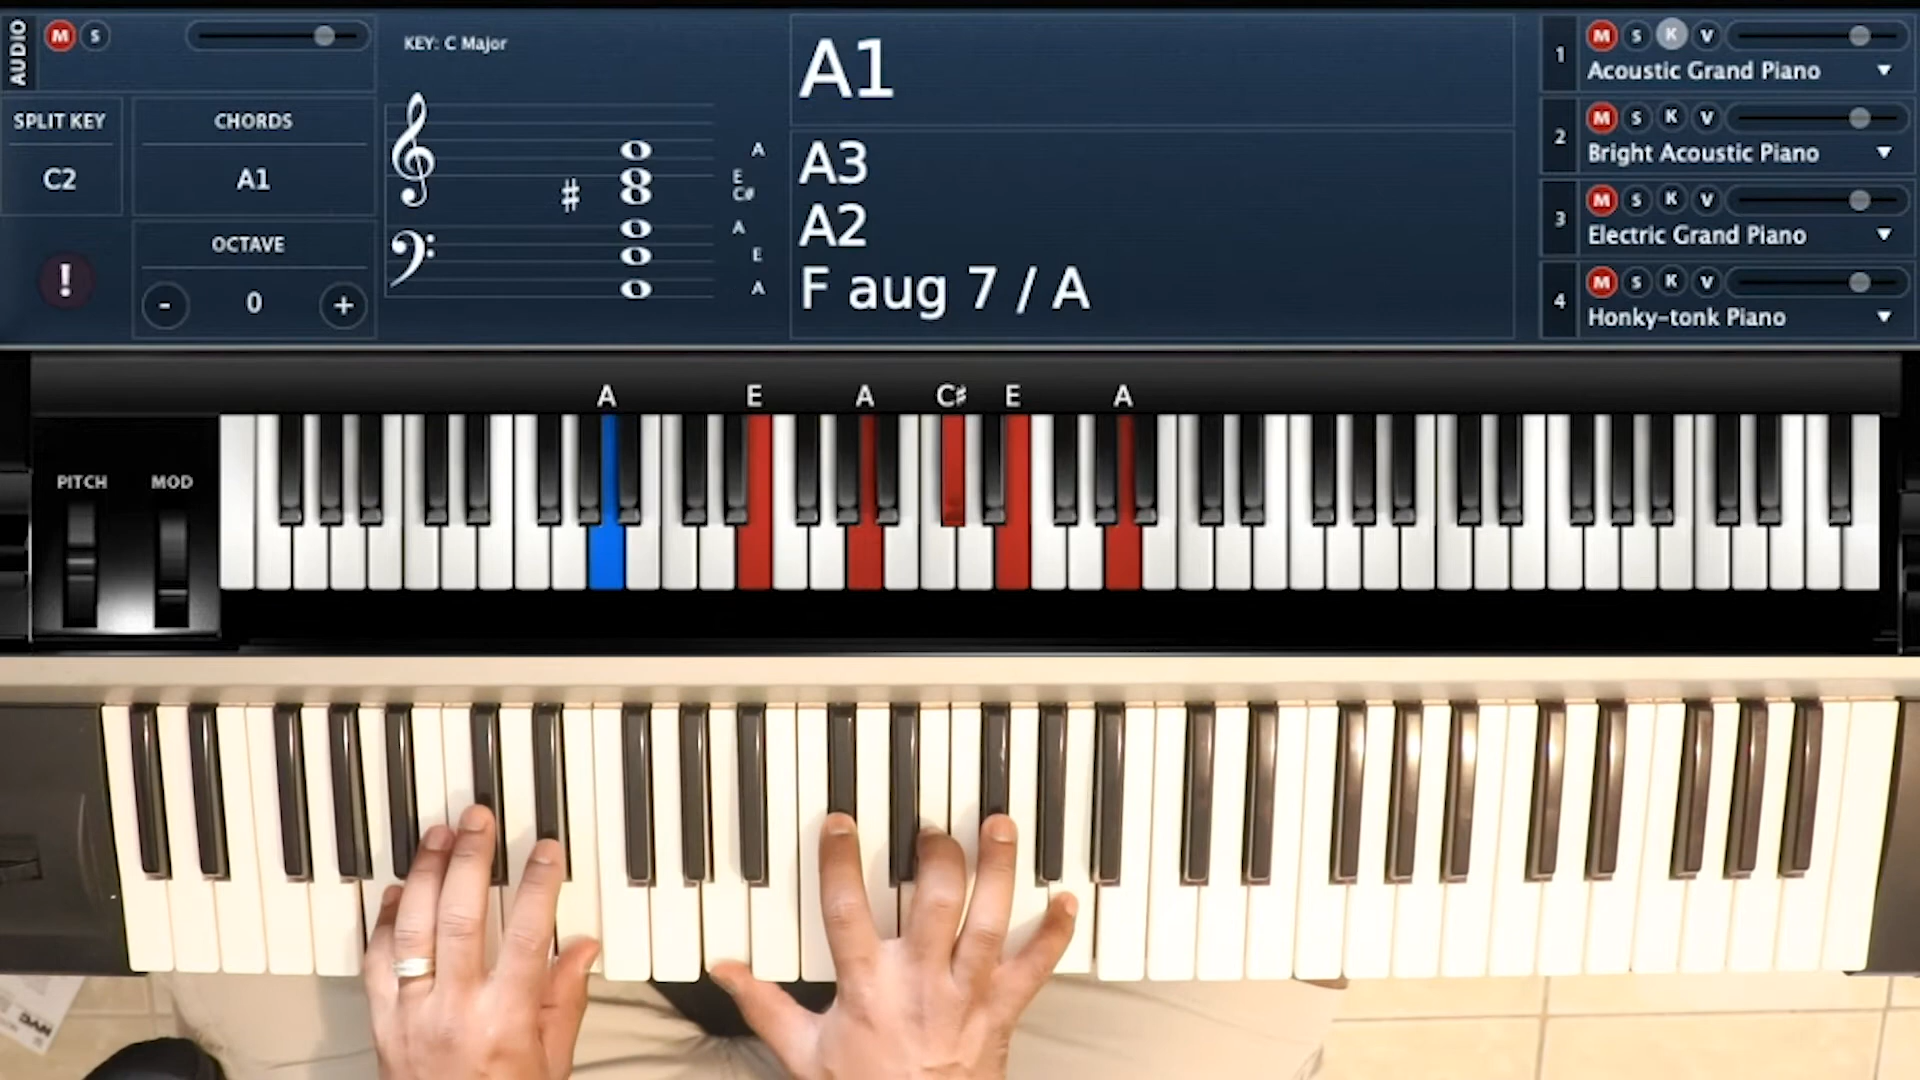 AUDIO
M S
KEY: C Major
SPLIT KEY
C2
CHORDS
A1
OCTAVE
- 0 +
!
A
E
C#
A
E
A
A1
A3
A2
F aug 7 / A
1 M S K V
Acoustic Grand Piano
2 M S K V
Bright Acoustic Piano
3 M S K V
Electric Grand Piano
4 M S K V
Honky-tonk Piano
A E A C♯ E A
PITCH MOD